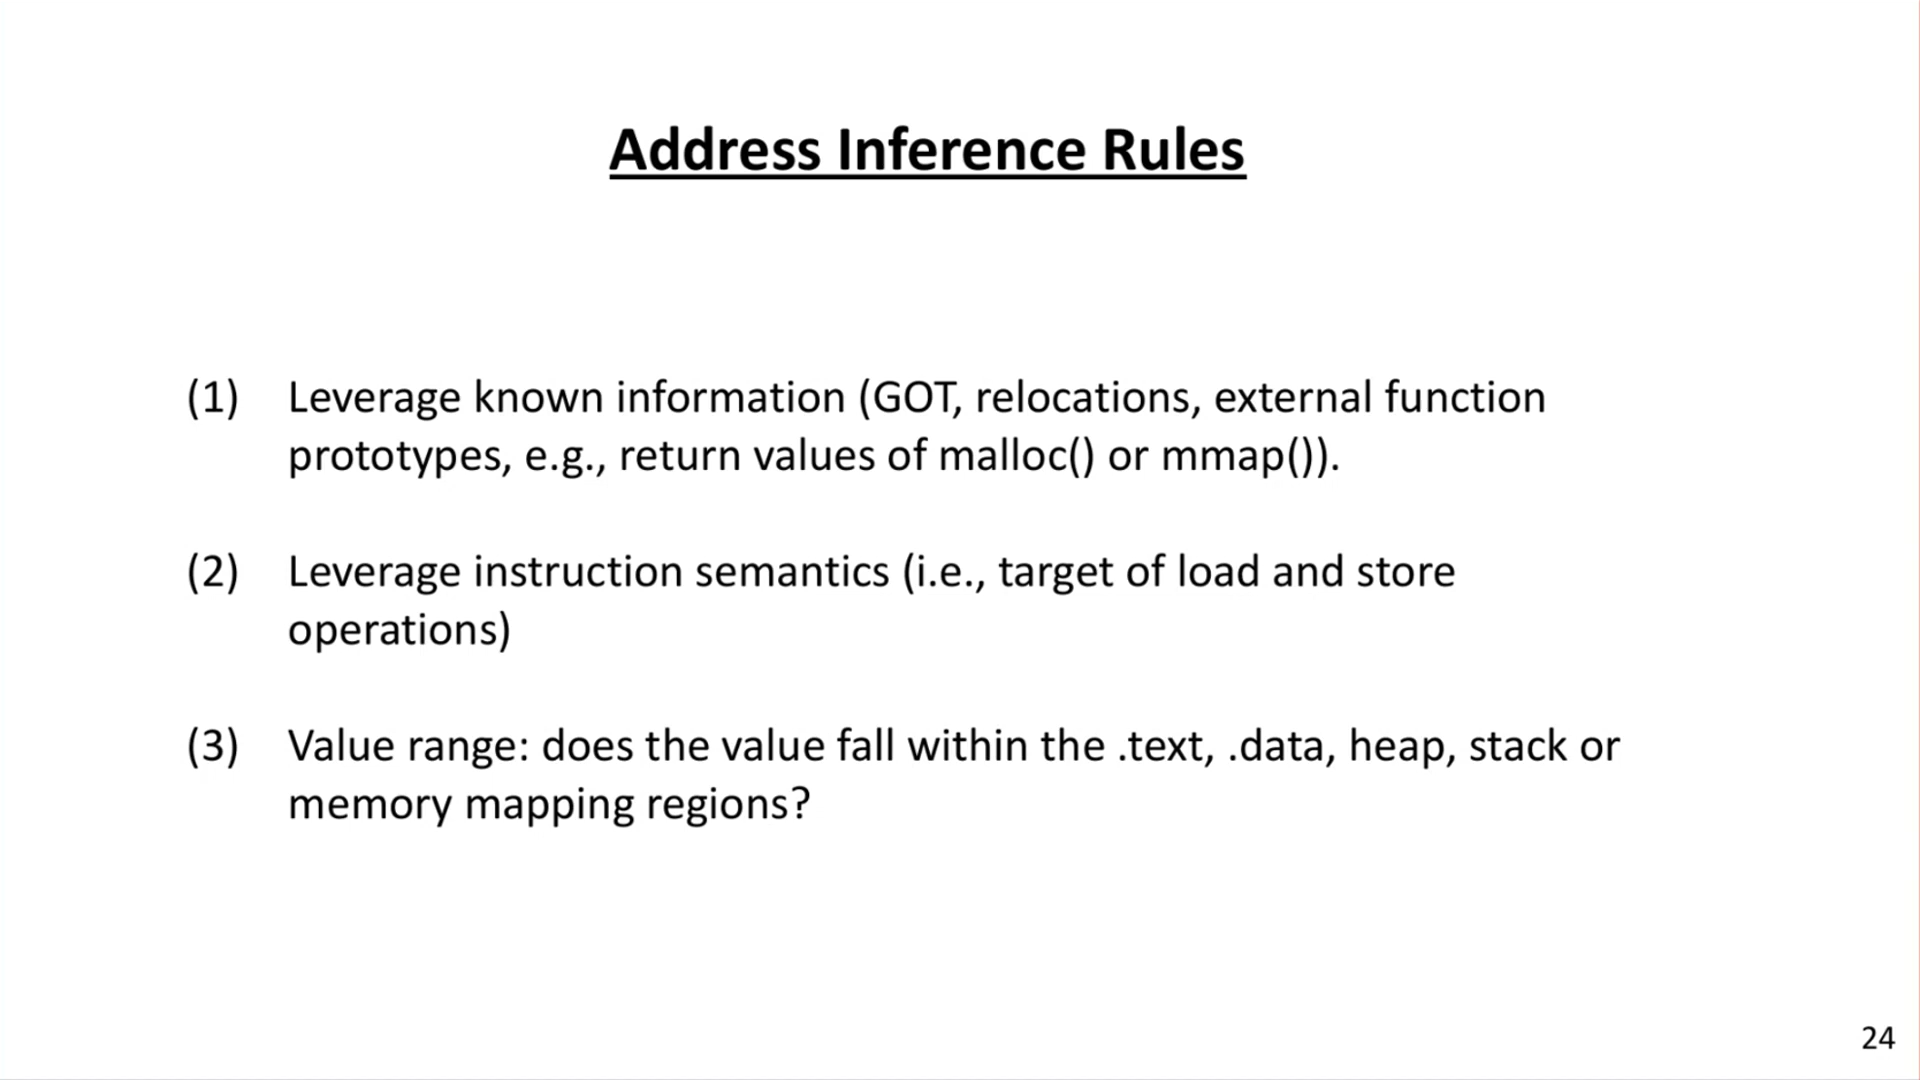 Address Inference Rules
(1) Leverage known information (GOT, relocations, external function
prototypes, e.g., return values of malloc() or mmap()).
(2) Leverage instruction semantics (i.e., target of load and store
operations)
(3) Value range: does the value fall within the .text, .data, heap, stack or
memory mapping regions?
24